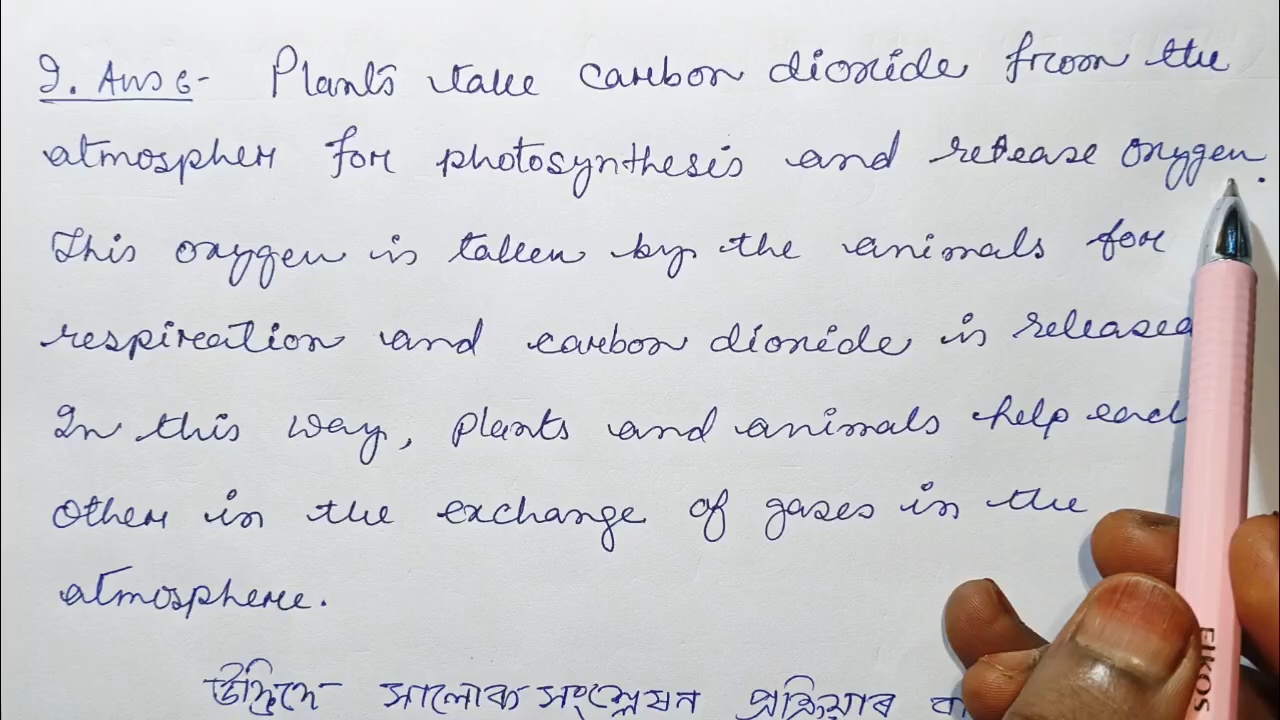 9. Ans:- Plants take carbon dioxide from the
atmospher for photosynthesis and release oxygen.
This oxygen is taken by the animals for
respiration and carbon dioxide is released
In this way, plants and animals help each
other in the exchange of gases in the
atmosphere.
উদ্ভিদে সালোক সংশ্লেষন প্ৰক্ৰিয়াৰ বা
ELKOS